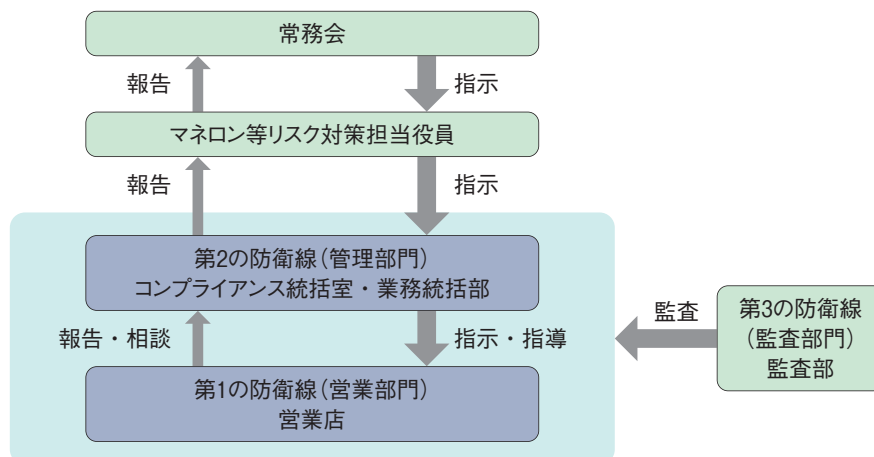 常務会
報告
指示
マネロン等リスク対策担当役員
報告
指示
第2の防衛線（管理部門）
コンプライアンス統括室・業務統括部
報告・相談
指示・指導
第1の防衛線（営業部門）
営業店
監査
第3の防衛線
（監査部門）
監査部